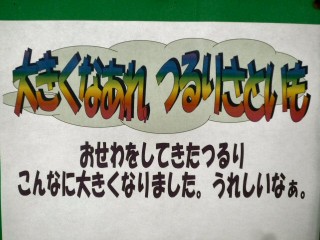 大きくなあれ つるりさといも
おせわをしてきたつるり
こんなに大きくなりました。うれしいなぁ。